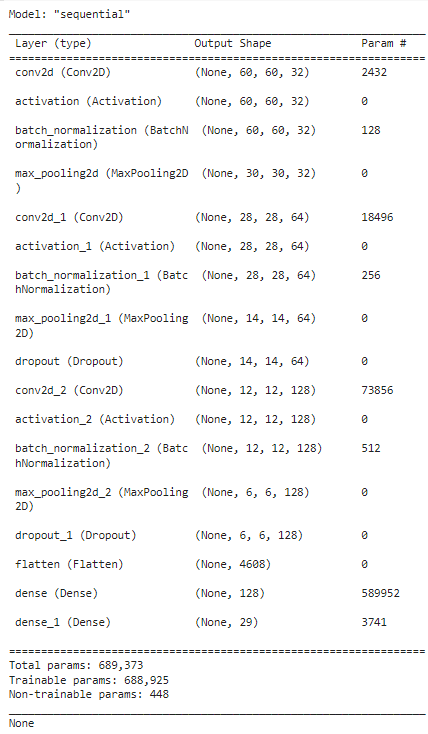 Model: "sequential"
Layer (type) Output Shape Param #
conv2d (Conv2D) (None, 60, 60, 32) 2432
activation (Activation) (None, 60, 60, 32) 0
batch_normalization (BatchN (None, 60, 60, 32) 128
ormalization)
max_pooling2d (MaxPooling2D (None, 30, 30, 32) 0
)
conv2d_1 (Conv2D) (None, 28, 28, 64) 18496
activation_1 (Activation) (None, 28, 28, 64) 0
batch_normalization_1 (Batc (None, 28, 28, 64) 256
hNormalization)
max_pooling2d_1 (MaxPooling (None, 14, 14, 64) 0
2D)
dropout (Dropout) (None, 14, 14, 64) 0
conv2d_2 (Conv2D) (None, 12, 12, 128) 73856
activation_2 (Activation) (None, 12, 12, 128) 0
batch_normalization_2 (Batc (None, 12, 12, 128) 512
hNormalization)
max_pooling2d_2 (MaxPooling (None, 6, 6, 128) 0
2D)
dropout_1 (Dropout) (None, 6, 6, 128) 0
flatten (Flatten) (None, 4608) 0
dense (Dense) (None, 128) 589952
dense_1 (Dense) (None, 29) 3741
Total params: 689,373
Trainable params: 688,925
Non-trainable params: 448
None